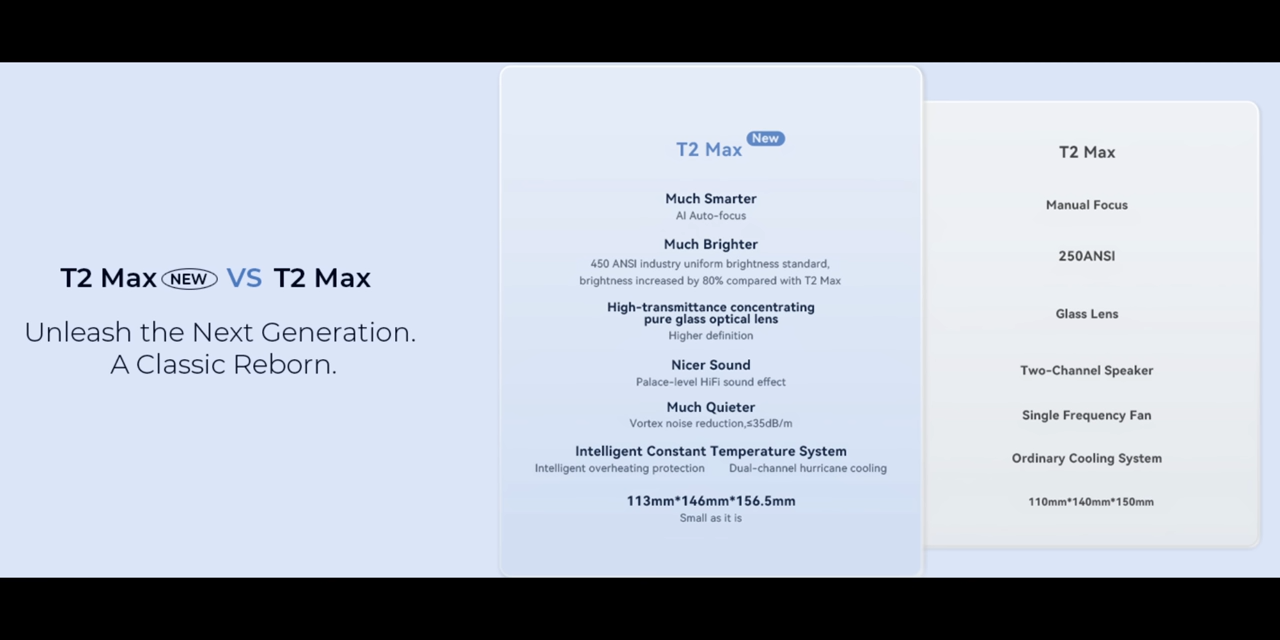 T2 Max NEW VS T2 Max
Unleash the Next Generation.
A Classic Reborn.
T2 Max New
Much Smarter
AI Auto-focus
Much Brighter
450 ANSI industry uniform brightness standard,
brightness increased by 80% compared with T2 Max
High-transmittance concentrating
pure glass optical lens
Higher definition
Nicer Sound
Palace-level HiFi sound effect
Much Quieter
Vortex noise reduction,≤35dB/m
Intelligent Constant Temperature System
Intelligent overheating protection Dual-channel hurricane cooling
113mm*146mm*156.5mm
Small as it is
T2 Max
Manual Focus
250ANSI
Glass Lens
Two-Channel Speaker
Single Frequency Fan
Ordinary Cooling System
110mm*140mm*150mm